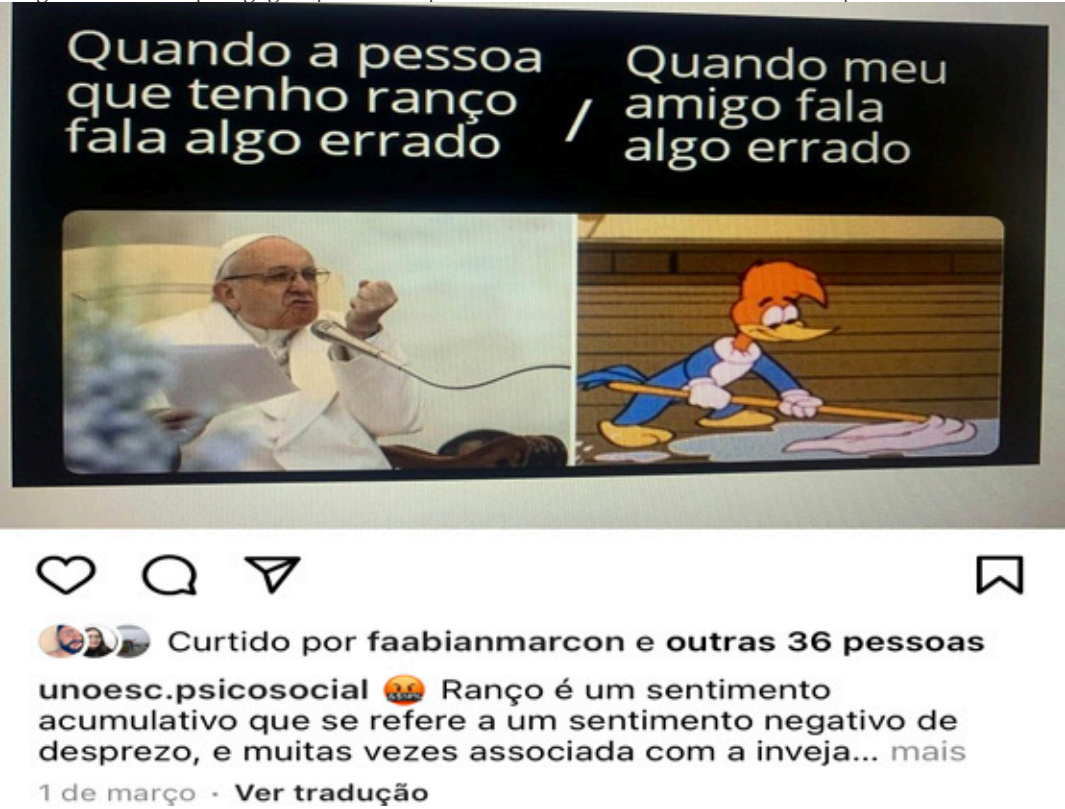 Quando a pessoa
que tenho ranço
fala algo errado
/
Quando meu
amigo fala
algo errado
Curtido por faabianmarcon e outras 36 pessoas
unoesc.psicosocial 🤬 Ranço é um sentimento
acumulativo que se refere a um sentimento negativo de
desprezo, e muitas vezes associada com a inveja... mais
1 de março · Ver tradução